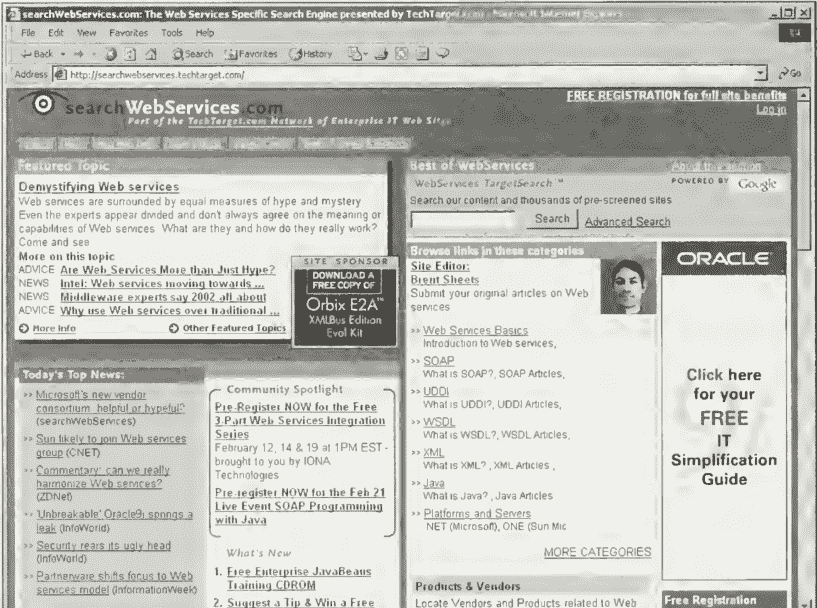 searchWebServices.com: The Web Services Specific Search Engine presented by TechTarget.com - Microsoft Internet Explorer
File Edit View Favorites Tools Help
Back Search Favorites History
Address http://searchwebservices.techtarget.com/ Go
searchWebServices.com
Part of the TechTarget.com Network of Enterprise IT Web Sites
FREE REGISTRATION for full site benefits
Log in
Featured Topic
Demystifying Web services
Web services are surrounded by equal measures of hype and mystery
Even the experts appear divided and don't always agree on the meaning or
capabilities of Web services What are they and how do they really work?
Come and see
More on this topic
ADVICE Are Web Services More than Just Hype?
NEWS Intel: Web services moving towards ...
NEWS Middleware experts say 2002 all about
ADVICE Why use Web services over traditional ...
More Info Other Featured Topics
SITE SPONSOR
DOWNLOAD A
FREE COPY OF
Orbix E2A™
XMLBus Edition
Eval Kit
Today's Top News:
>> Microsoft's new vendor
consortium helpful or hypeful?
(searchWebServices)
>> Sun likely to join Web services
group (CNET)
>> Commentary: can we really
harmonize Web services?
(ZDNet)
>> 'Unbreakable' Oracle9i springs a
leak (InfoWorld)
>> Security rears its ugly head
(InfoWorld)
>> Partnerware shifts focus to Web
services model (InformationWeek)
Community Spotlight
Pre-Register NOW for the Free
3-Part Web Services Integration
Series
February 12, 14 & 19 at 1PM EST -
brought to you by IONA
Technologies
Pre-register NOW for the Feb 21
Live Event SOAP Programming
with Java
What's New
1. Free Enterprise JavaBeans
Training CDROM
2. Suggest a Tip & Win a Free
Best of WebServices About this section
WebServices TargetSearch™ POWERED BY Google
Search our content and thousands of pre-screened sites
Search Advanced Search
Browse links in these categories
Site Editor:
Brent Sheets
Submit your original articles on Web
services
>> Web Services Basics
Introduction to Web services,
>> SOAP
What is SOAP?, SOAP Articles,
>> UDDI
What is UDDI?, UDDI Articles,
>> WSDL
What is WSDL?, WSDL Articles,
>> XML
What is XML? , XML Articles ,
>> Java
What is Java? , Java Articles
>> Platforms and Servers
NET (Microsoft), ONE (Sun Mic
MORE CATEGORIES
Products & Vendors
Locate Vendors and Products related to Web
ORACLE
Click here
for your
FREE
IT
Simplification
Guide
Free Registration